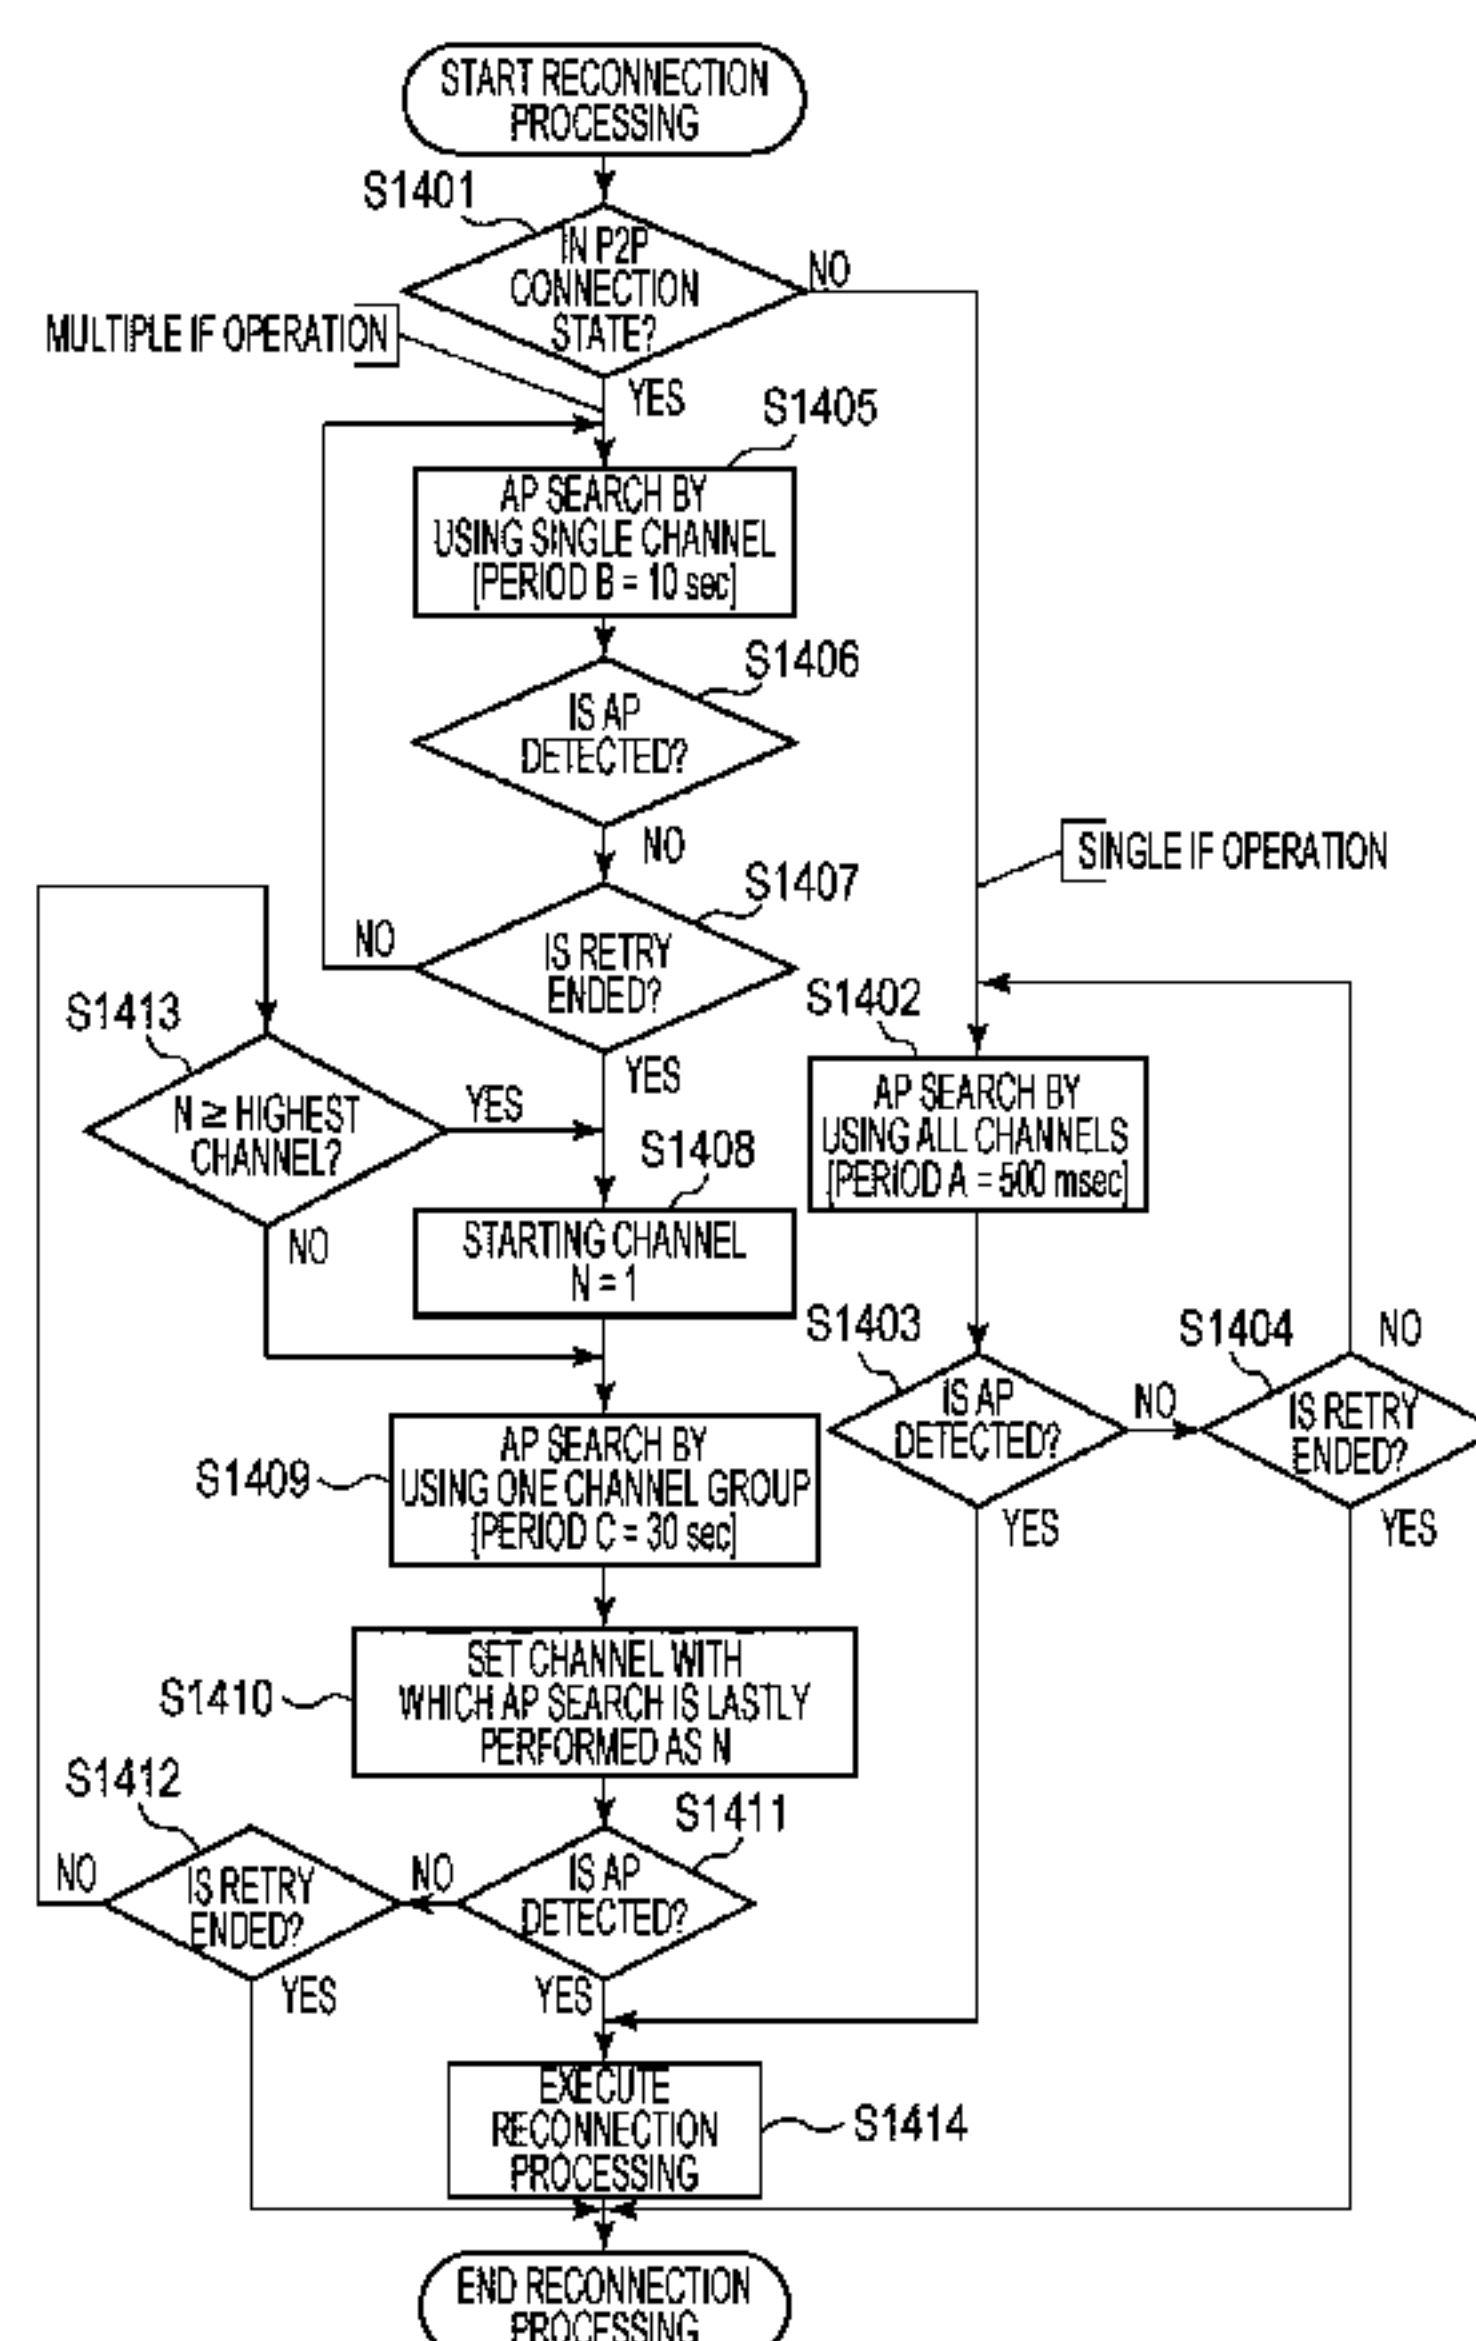 START RECONNECTION
PROCESSING
S1401
IN P2P
CONNECTION
STATE?
NO
MULTIPLE IF OPERATION
YES
S1405
AP SEARCH BY
USING SINGLE CHANNEL
[PERIOD B = 10 sec]
S1406
IS AP
DETECTED?
NO
SINGLE IF OPERATION
S1407
IS RETRY
ENDED?
NO
YES
S1413
N ≥ HIGHEST
CHANNEL?
YES
NO
S1402
AP SEARCH BY
USING ALL CHANNELS
[PERIOD A = 500 msec]
S1408
STARTING CHANNEL
N = 1
S1403
IS AP
DETECTED?
NO
YES
S1404
IS RETRY
ENDED?
NO
YES
S1409
AP SEARCH BY
USING ONE CHANNEL GROUP
[PERIOD C = 30 sec]
S1410
SET CHANNEL WITH
WHICH AP SEARCH IS LASTLY
PERFORMED AS N
S1411
IS AP
DETECTED?
NO
YES
S1412
IS RETRY
ENDED?
NO
YES
EXECUTE
RECONNECTION
PROCESSING
S1414
END RECONNECTION
PROCESSING